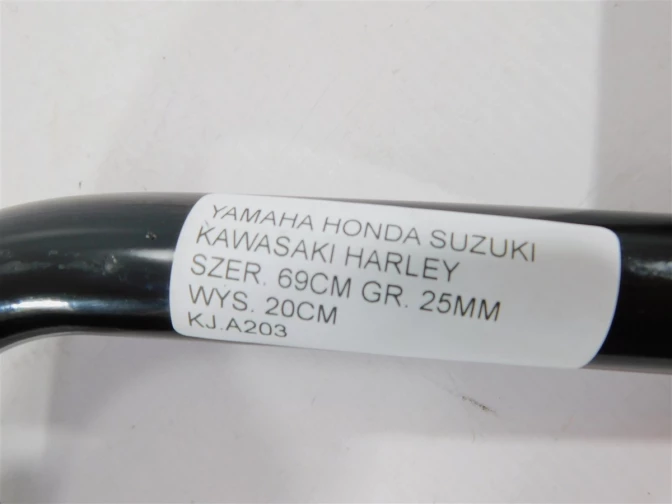 YAMAHA HONDA SUZUKI
KAWASAKI HARLEY
SZER. 69CM GR. 25MM
WYS. 20CM
KJ.A203